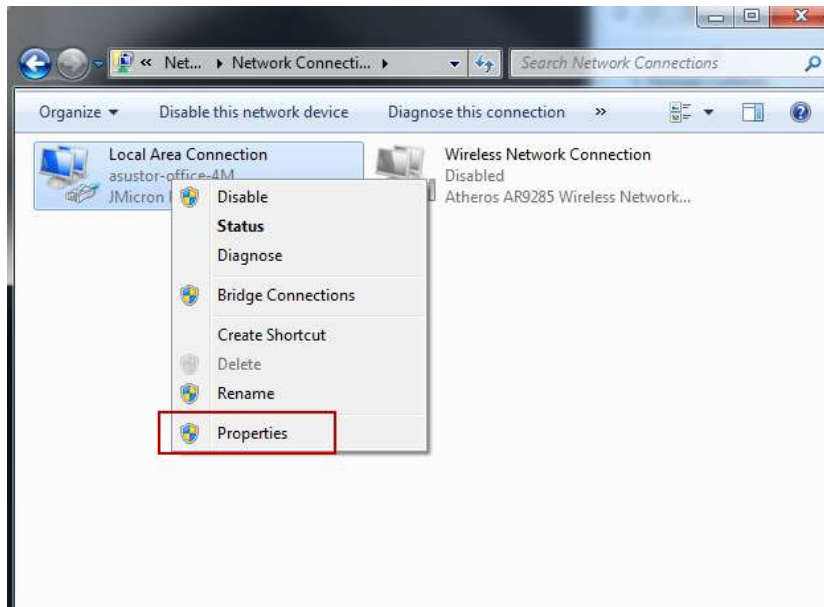 « Net... Network Connecti...
Search Network Connections
Organize Disable this network device Diagnose this connection »
Local Area Connection
asustor-office-4M
JMicron
Wireless Network Connection
Disabled
Atheros AR9285 Wireless Network...
Disable
Status
Diagnose
Bridge Connections
Create Shortcut
Delete
Rename
Properties